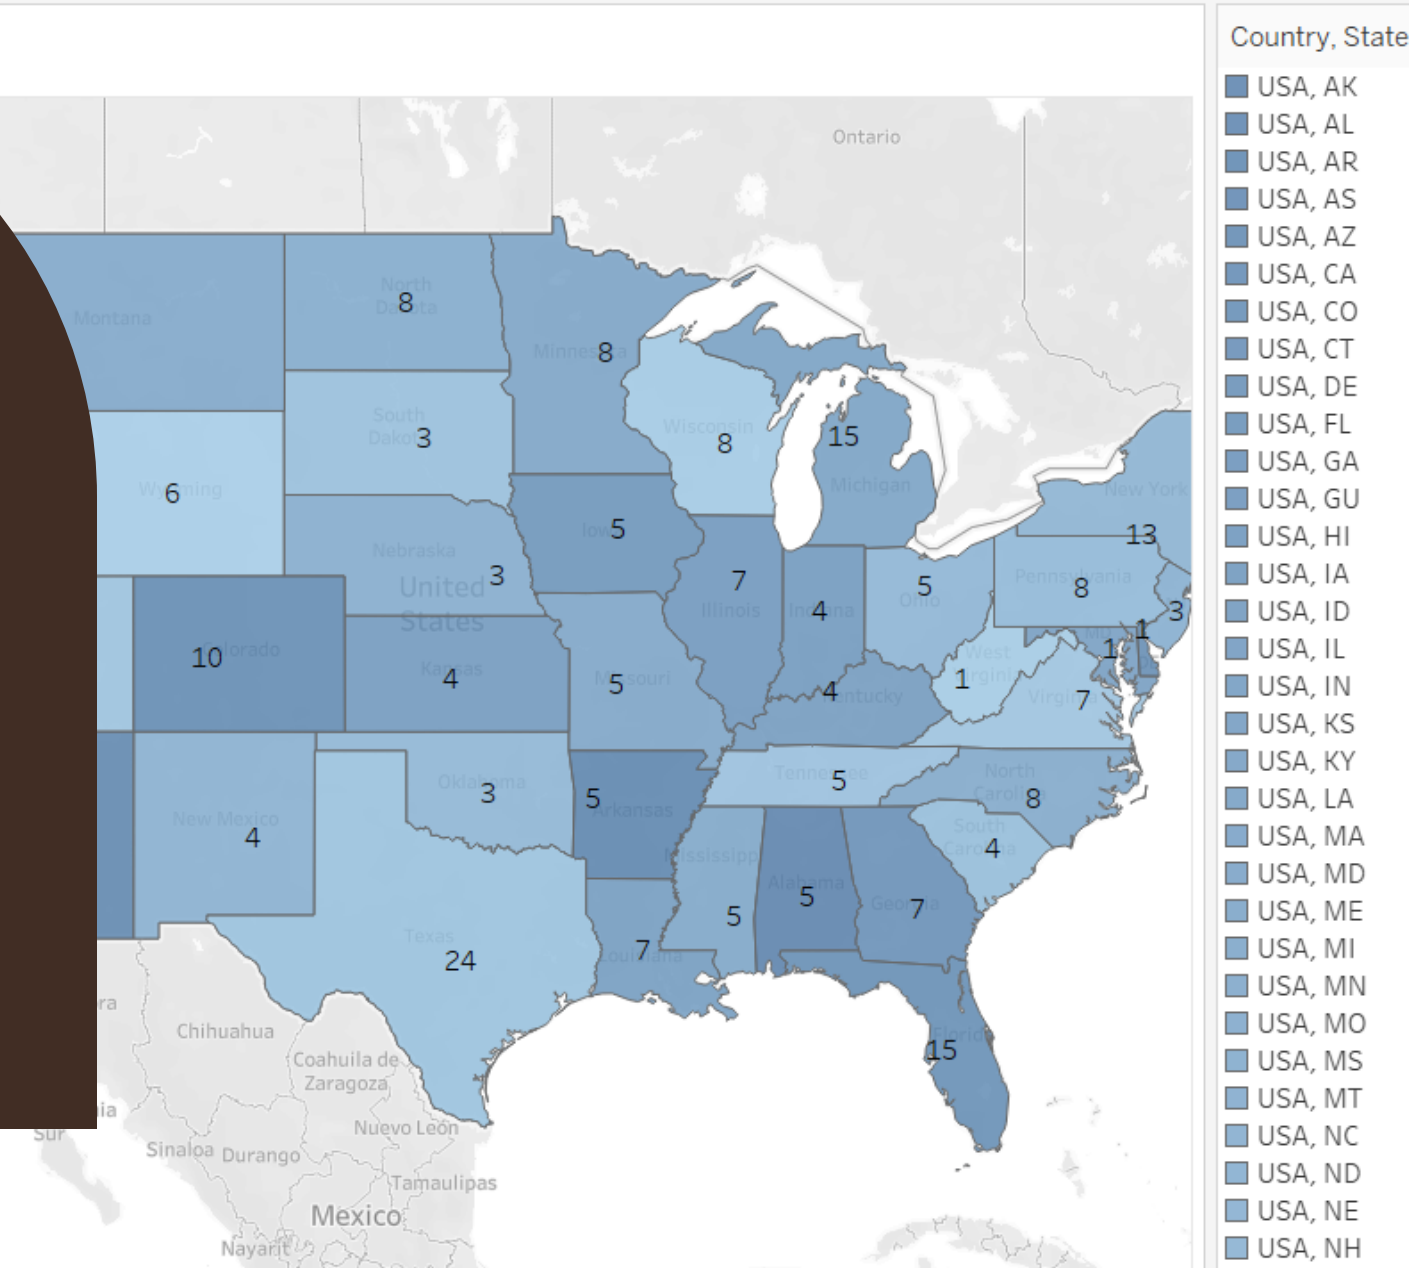 Country, State
USA, AK
USA, AL
USA, AR
USA, AS
USA, AZ
USA, CA
USA, CO
USA, CT
USA, DE
USA, FL
USA, GA
USA, GU
USA, HI
USA, IA
USA, ID
USA, IL
USA, IN
USA, KS
USA, KY
USA, LA
USA, MA
USA, MD
USA, ME
USA, MI
USA, MN
USA, MO
USA, MS
USA, MT
USA, NC
USA, ND
USA, NE
USA, NH
Ontario
Montana
North
Dakota
8
Minnesota
8
South
Dakota
3
Wisconsin
8
15
Michigan
Wyoming
6
New York
13
Iowa
5
Nebraska
3
United
States
7
Illinois
Indiana
4
5
Ohio
Pennsylvania
8
3
1
MD
1
Colorado
10
Kansas
4
Missouri
5
4
Kentucky
West
Virginia
1
Virginia
7
Oklahoma
3
5
Arkansas
Tennessee
5
North
Carolina
8
New Mexico
4
Mississippi
5
Alabama
5
Georgia
7
South
Carolina
4
Texas
24
7
Louisiana
Florida
15
Chihuahua
Coahuila de
Zaragoza
Nuevo León
Sur
Sinaloa
Durango
Tamaulipas
Mexico
Nayarit